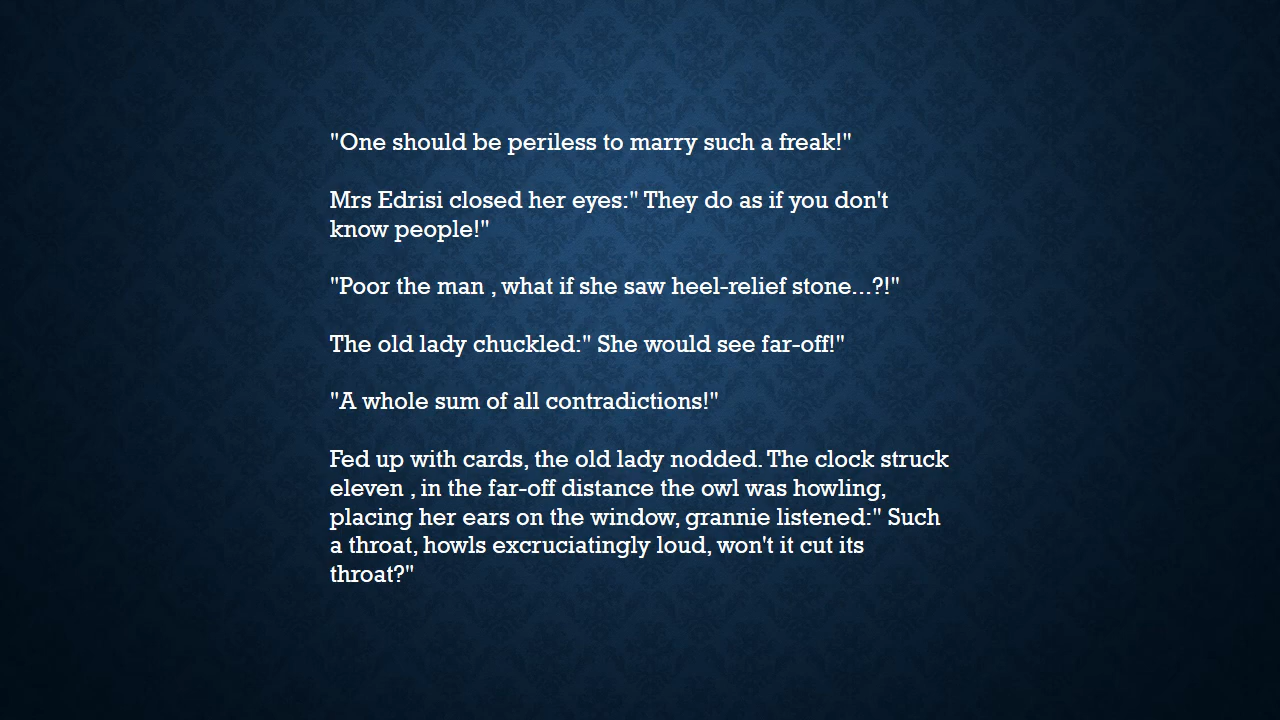 "One should be periless to marry such a freak!"
Mrs Edrisi closed her eyes:" They do as if you don't
know people!"
"Poor the man , what if she saw heel-relief stone...?!"
The old lady chuckled:" She would see far-off!"
"A whole sum of all contradictions!"
Fed up with cards, the old lady nodded. The clock struck
eleven , in the far-off distance the owl was howling,
placing her ears on the window, grannie listened:" Such
a throat, howls excruciatingly loud, won't it cut its
throat?"